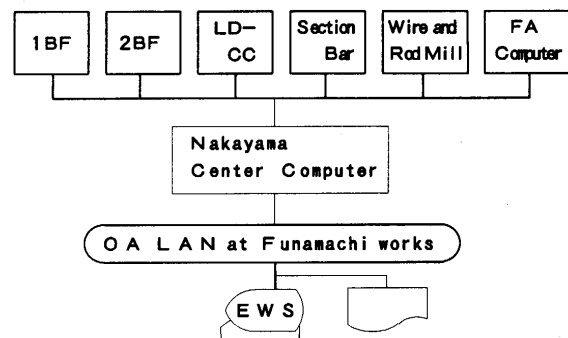 1BF
2BF
LD-
CC
Section
Bar
Wire and
Rod Mill
FA
Computer
Nakayama
Center Computer
OA LAN at Funamachi works
EWS